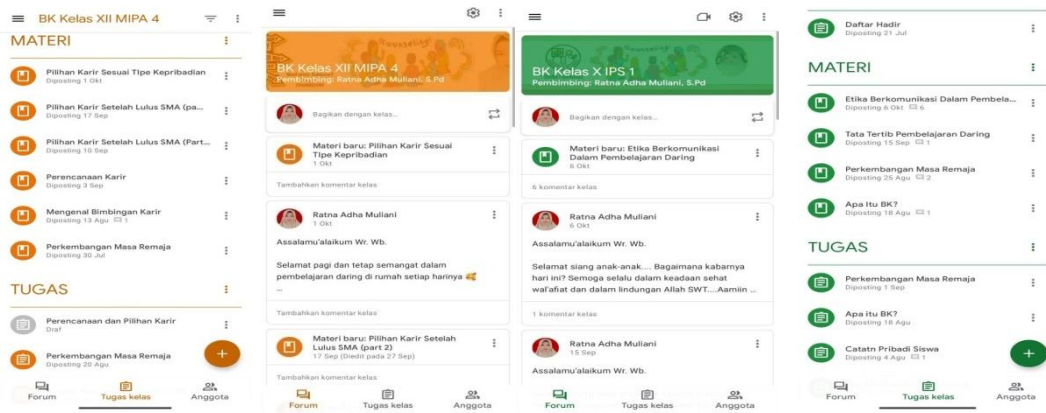 BK Kelas XII MIPA 4
MATERI
Pilihan Karir Sesuai TIpe Kepribadian
Diposting 1 Okt
Pilihan Karir Setelah Lulus SMA (pa...
Diposting 17 Sep
Pilihan Karir Setelah Lulus SMA (Part...
Diposting 10 Sep
Perencanaan Karir
Diposting 3 Sep
Mengenal Bimbingan Karir
Diposting 13 Agu 1
Perkembangan Masa Remaja
Diposting 30 Jul
TUGAS
Perencanaan dan Pilihan Karir
Draf
Perkembangan Masa Remaja
Diposting 20 Agu
Forum
Tugas kelas
Anggota
BK Kelas XII MIPA 4
Pembimbing: Ratna Adha Muliani, S.Pd
Bagikan dengan kelas...
Materi baru: Pilihan Karir Sesuai
TIpe Kepribadian
1 Okt
Tambahkan komentar kelas
Ratna Adha Muliani
1 Okt
Assalamu'alaikum Wr. Wb.
Selamat pagi dan tetap semangat dalam
pembelajaran daring di rumah setiap harinya 🥰
...
Tambahkan komentar kelas
Materi baru: Pilihan Karir Setelah
Lulus SMA (part 2)
17 Sep (Diedit pada 27 Sep)
Tambahkan komentar kelas
Forum
Tugas kelas
Anggota
BK Kelas X IPS 1
Pembimbing: Ratna Adha Muliani, S.Pd
Bagikan dengan kelas...
Materi baru: Etika Berkomunikasi
Dalam Pembelajaran Daring
6 Okt
6 komentar kelas
Ratna Adha Muliani
6 Okt
Assalamu'alaikum Wr. Wb.
Selamat siang anak-anak.... Bagaimana kabarnya
hari ini? Semoga selalu dalam keadaan sehat
wal'afiat dan dalam lindungan Allah SWT....Aamiin ...
1 komentar kelas
Ratna Adha Muliani
15 Sep
Assalamu'alaikum Wr. Wb.
Forum
Tugas kelas
Anggota
Daftar Hadir
Diposting 21 Jul
MATERI
Etika Berkomunikasi Dalam Pembela...
Diposting 6 Okt 6
Tata Tertib Pembelajaran Daring
Diposting 15 Sep 1
Perkembangan Masa Remaja
Diposting 25 Agu 2
Apa Itu BK?
Diposting 18 Agu 1
TUGAS
Perkembangan Masa Remaja
Diposting 1 Sep
Apa itu BK?
Diposting 18 Agu
Catatn Pribadi Siswa
Diposting 4 Agu 1
Forum
Tugas kelas
Anggota